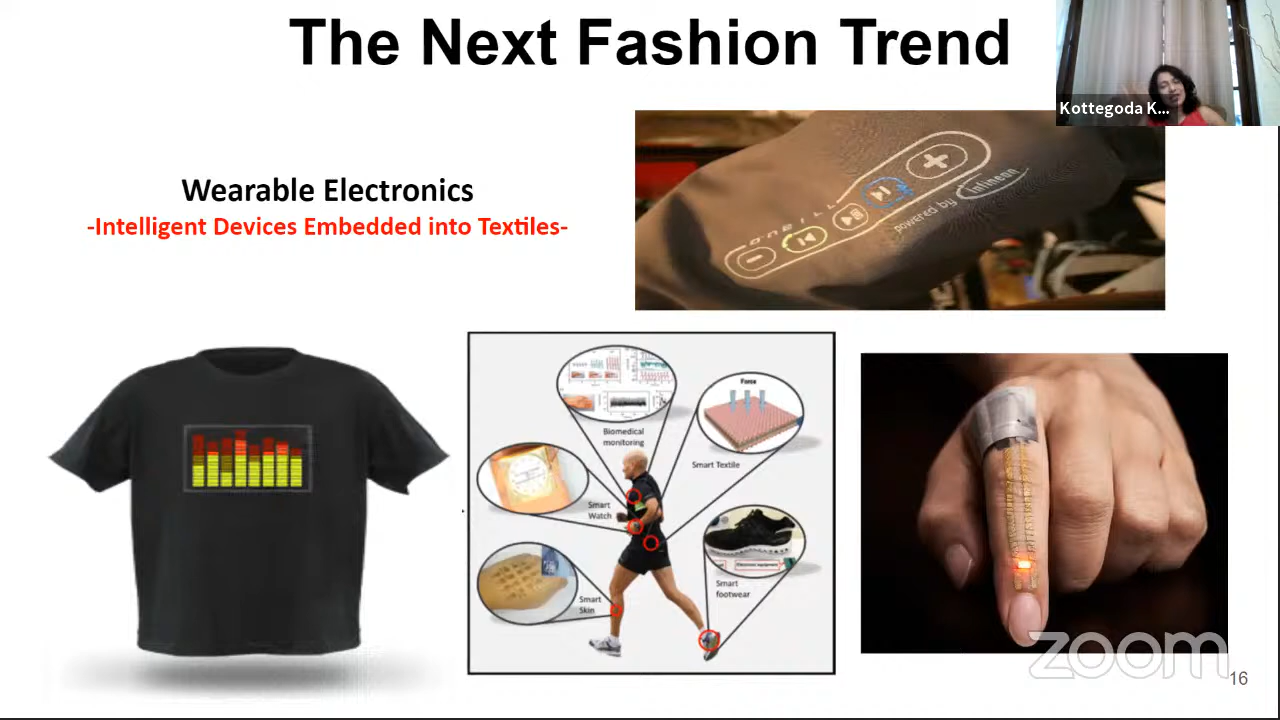 The Next Fashion Trend
Kottegoda K...
Wearable Electronics
-Intelligent Devices Embedded into Textiles-
O'NEILL
powered by infineon
Biomedical
monitoring
Force
Smart Textile
Smart
Watch
Smart
Skin
Smart
footwear
zoom
16